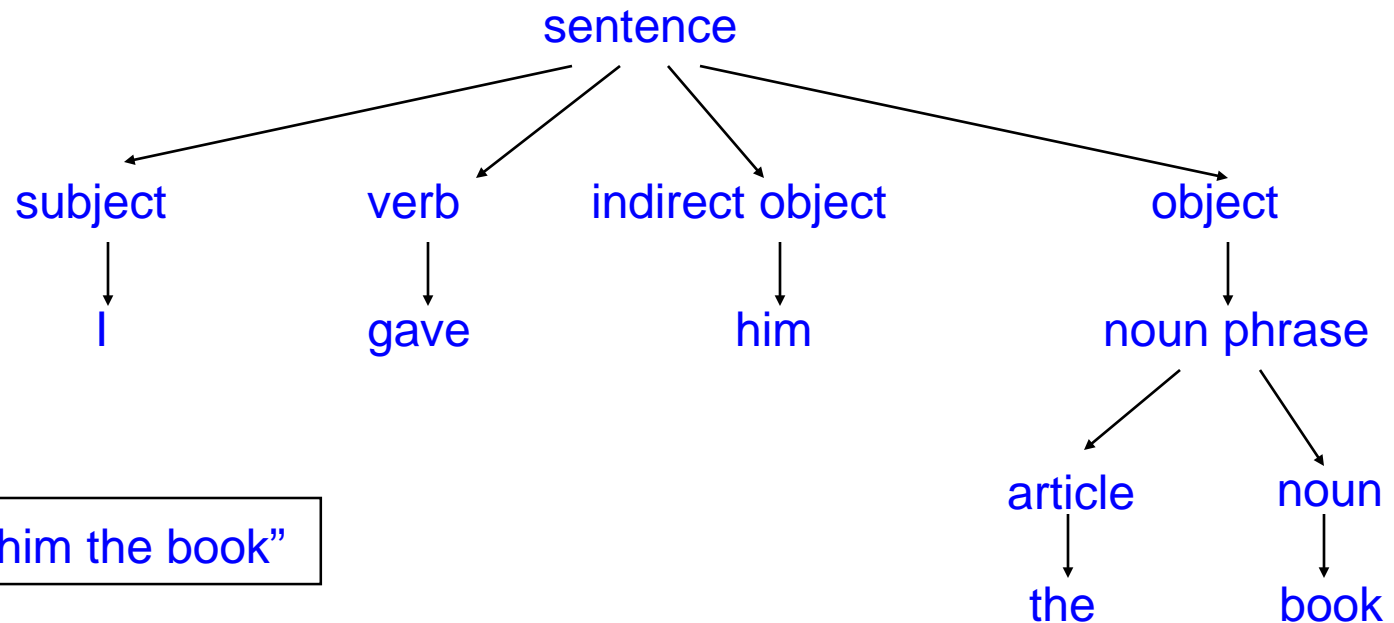 sentence
subject verb indirect object object
I gave him noun phrase
article noun
him the book”
the book